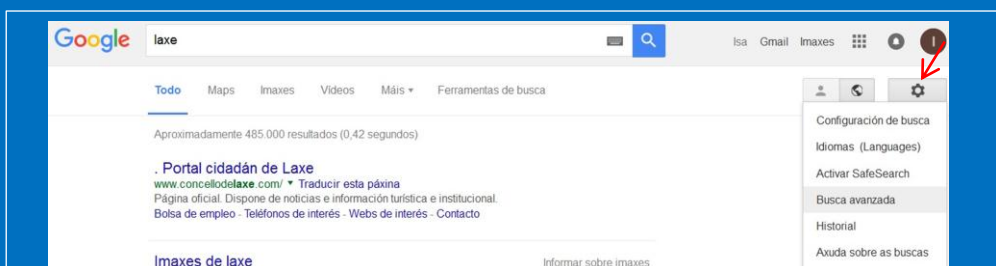 Google laxe Isa Gmail Imaxes I
Todo Maps Imaxes Vídeos Máis Ferramentas de busca
Aproximadamente 485.000 resultados (0,42 segundos)
. Portal cidadán de Laxe
www.concellodelaxe.com/ Traducir esta páxina
Página oficial. Dispone de noticias e información turística e institucional.
Bolsa de empleo - Teléfonos de interés - Webs de interés - Contacto
Imaxes de laxe Informar sobre imaxes
Configuración de busca
Idiomas (Languages)
Activar SafeSearch
Busca avanzada
Historial
Axuda sobre as buscas